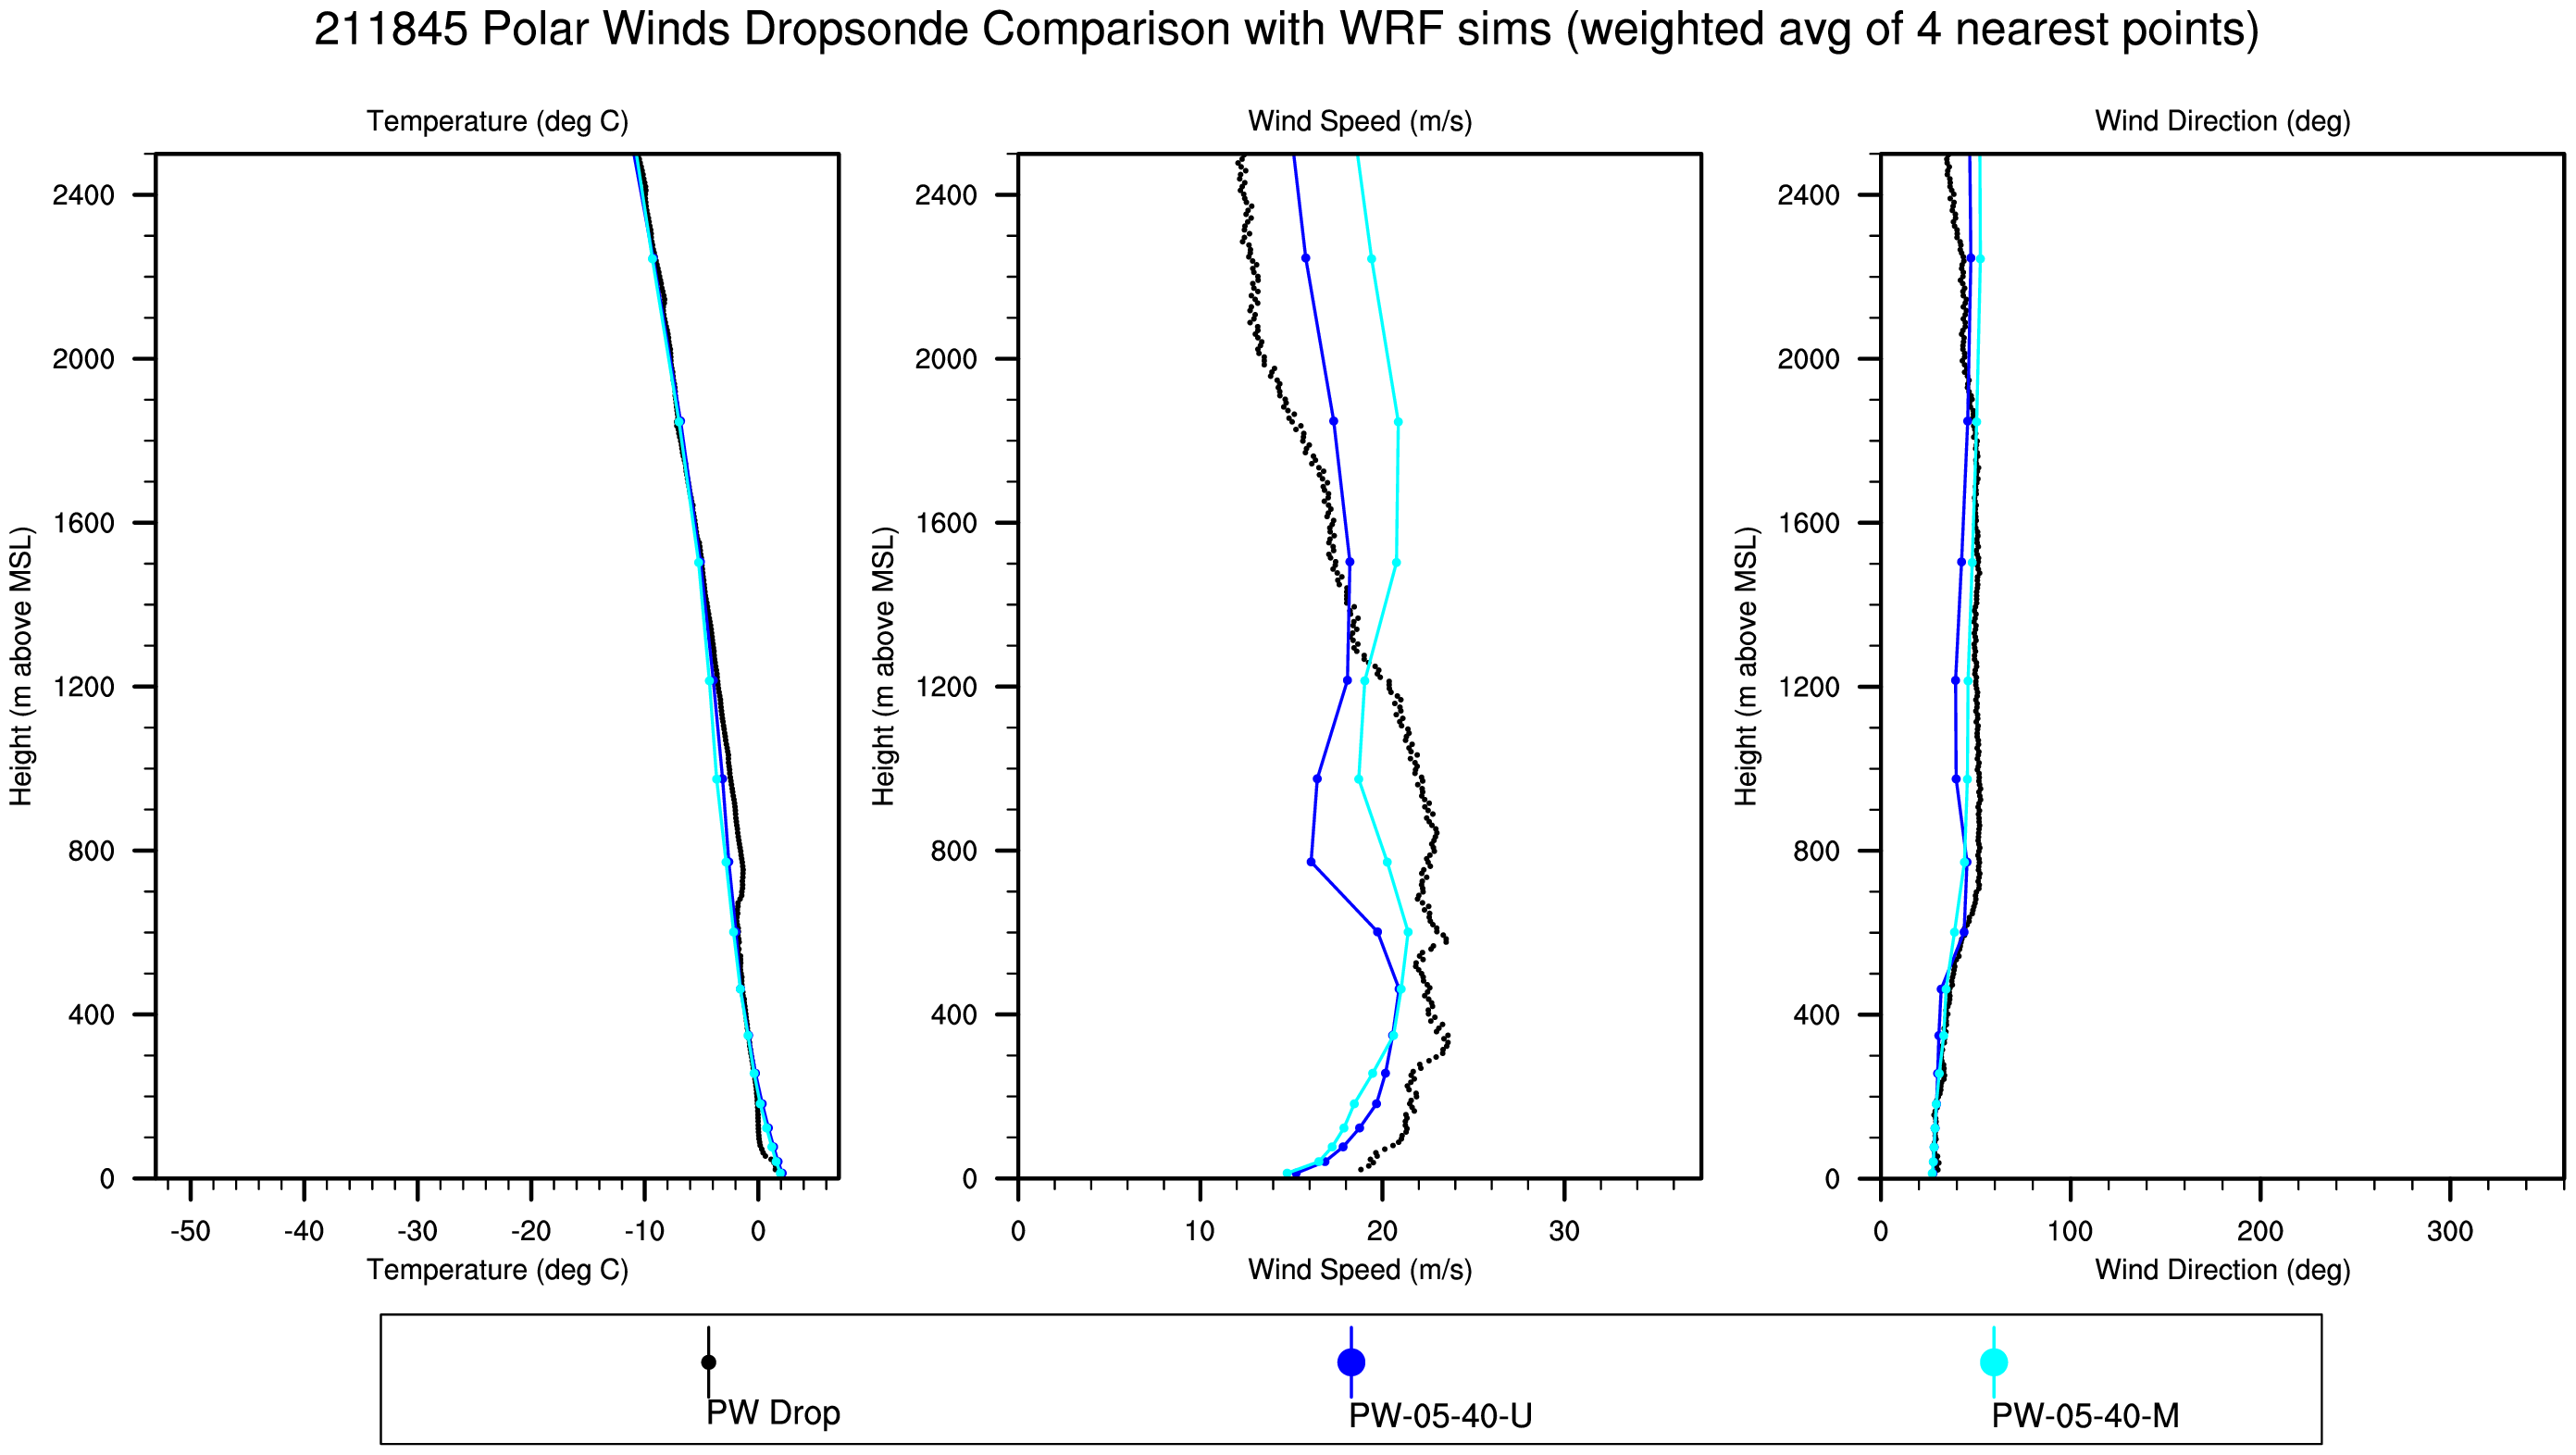 211845 Polar Winds Dropsonde Comparison with WRF sims (weighted avg of 4 nearest points)
Temperature (deg C)
Wind Speed (m/s)
Wind Direction (deg)
Height (m above MSL)
2400
2000
1600
1200
800
400
0
-50 -40 -30 -20 -10 0
Temperature (deg C)
Height (m above MSL)
2400
2000
1600
1200
800
400
0
0 10 20 30
Wind Speed (m/s)
Height (m above MSL)
2400
2000
1600
1200
800
400
0
0 100 200 300
Wind Direction (deg)
PW Drop
PW-05-40-U
PW-05-40-M